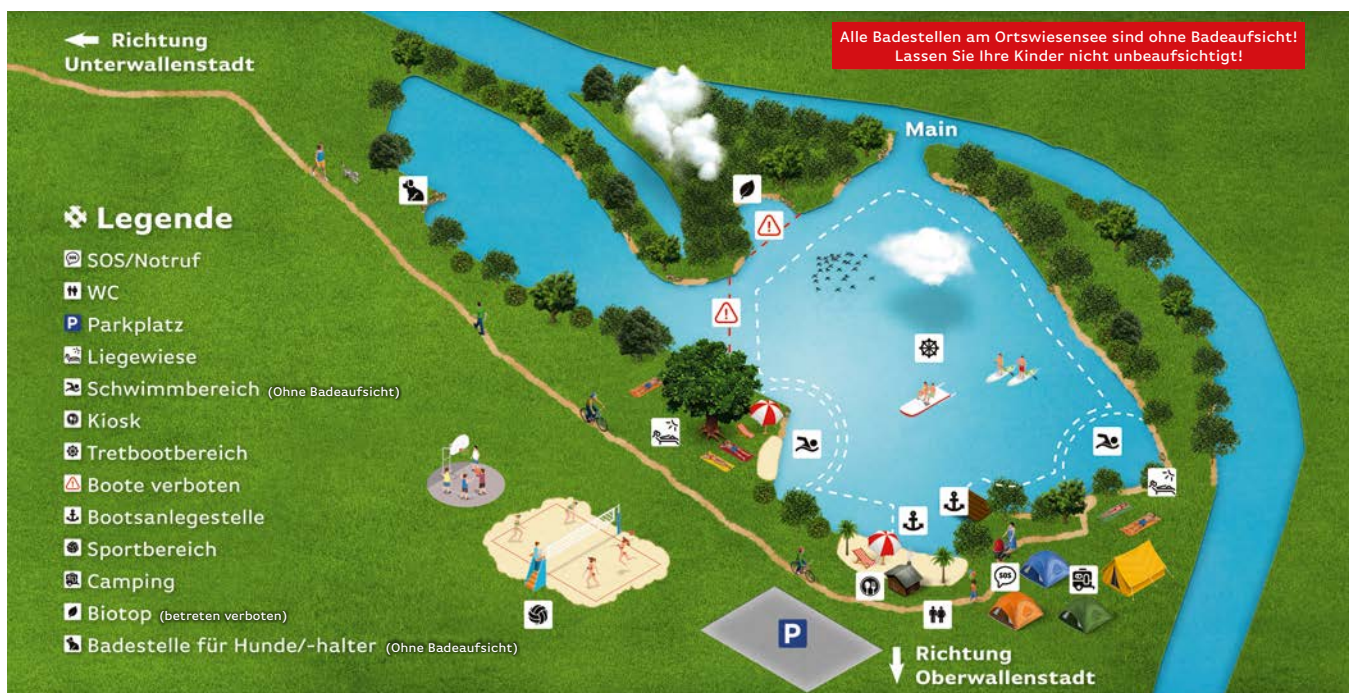 Richtung
Unterwallenstadt
Alle Badestellen am Ortswiesensee sind ohne Badeaufsicht!
Lassen Sie Ihre Kinder nicht unbeaufsichtigt!
Main
Legende
SOS SOS/Notruf
WC
P Parkplatz
Liegewiese
Schwimmbereich (Ohne Badeaufsicht)
Kiosk
Tretbootbereich
Boote verboten
Bootsanlegestelle
Sportbereich
Camping
Biotop (betreten verboten)
Badestelle für Hunde/-halter (Ohne Badeaufsicht)
SOS
P
Richtung
Oberwallenstadt